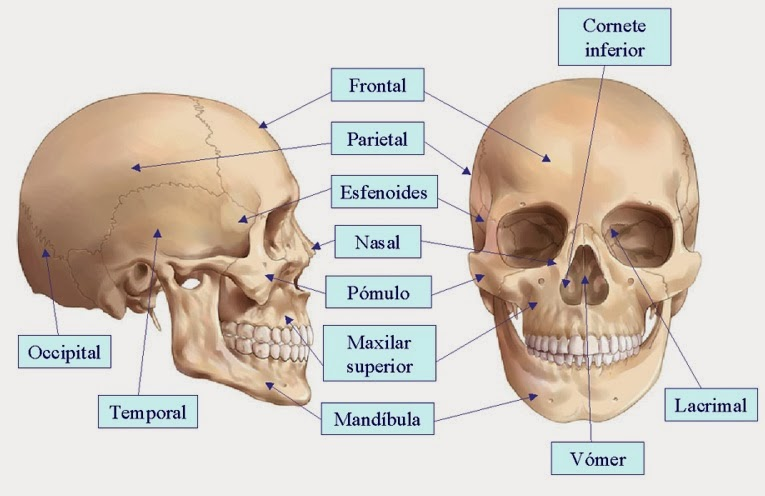 Cornete
inferior
Frontal
Parietal
Esfenoides
Nasal
Pómulo
Maxilar
superior
Mandíbula
Occipital
Temporal
Lacrimal
Vómer